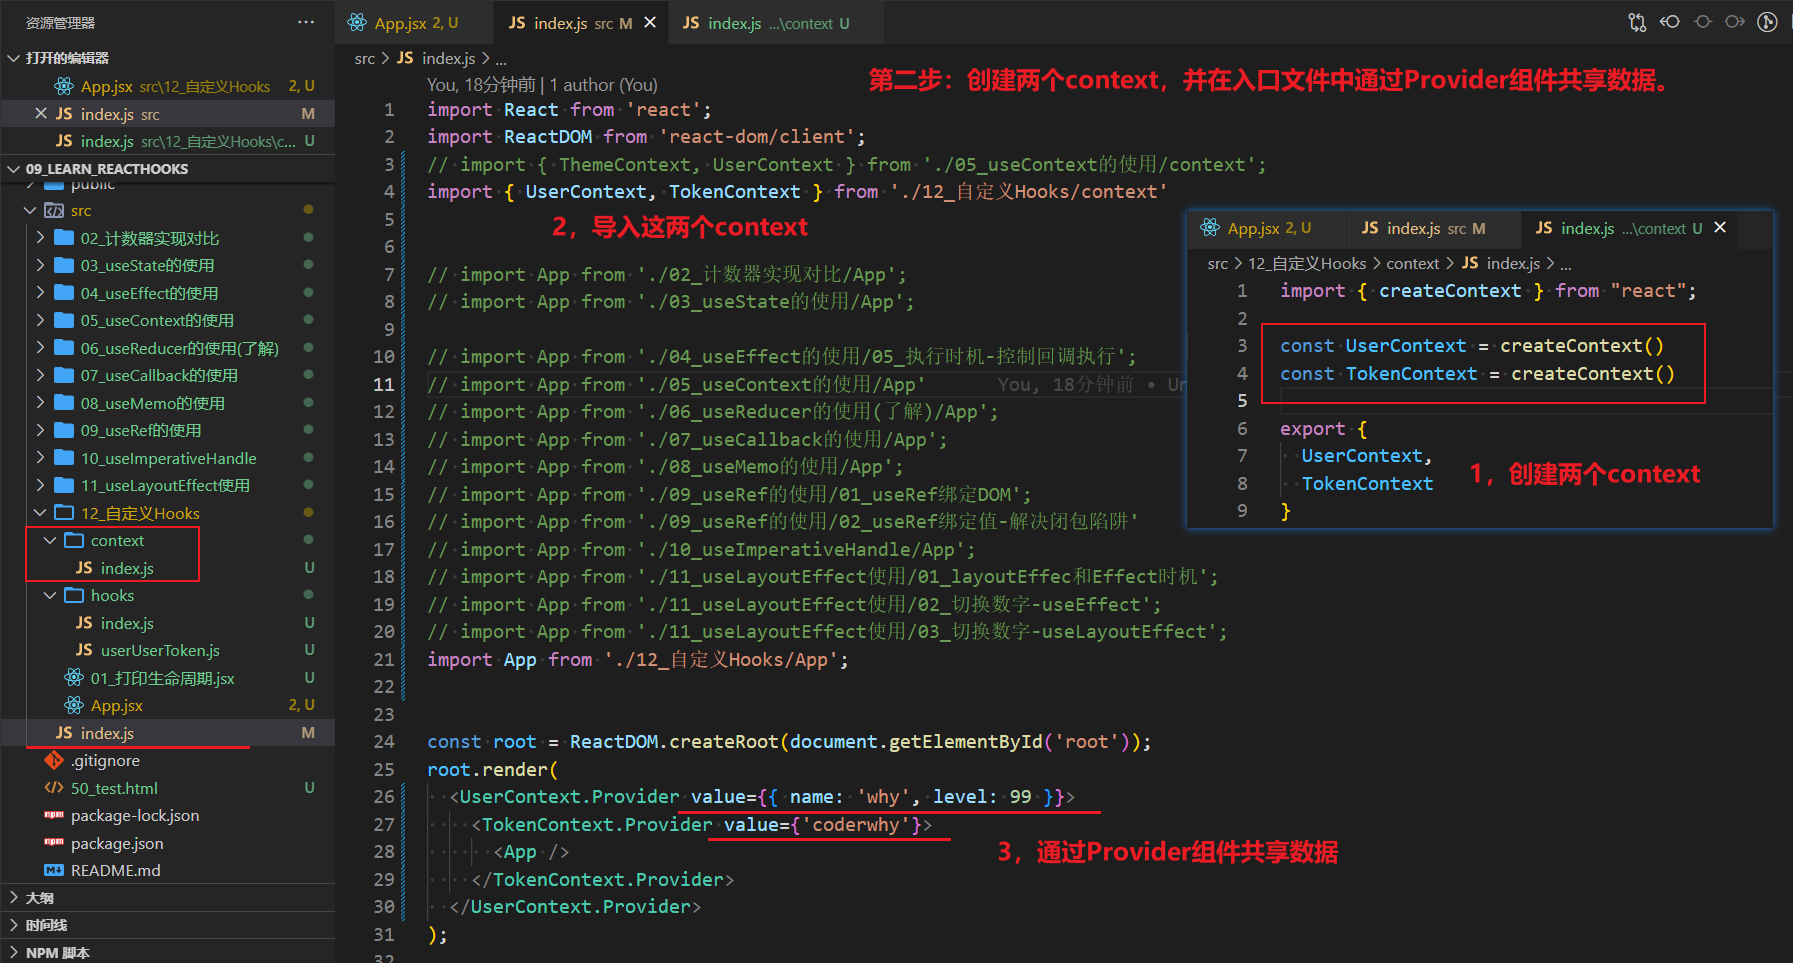 资源管理器 ···
打开的编辑器
App.jsx src\12_自定义Hooks 2, U
index.js src M
index.js src\12_自定义Hooks\c... U
09_LEARN_REACTHOOKS
public
src
02_计数器实现对比
03_useState的使用
04_useEffect的使用
05_useContext的使用
06_useReducer的使用(了解)
07_useCallback的使用
08_useMemo的使用
09_useRef的使用
10_useImperativeHandle
11_useLayoutEffect使用
12_自定义Hooks
context
JS index.js U
hooks
JS index.js U
JS userUserToken.js U
01_打印生命周期.jsx U
App.jsx 2, U
JS index.js M
.gitignore
50_test.html U
package-lock.json
package.json
README.md
大纲
时间线
NPM 脚本
App.jsx 2, U
JS index.js src M
JS index.js ...\context U
src > JS index.js > ...
You, 18分钟前 | 1 author (You)
第二步：创建两个context，并在入口文件中通过Provider组件共享数据。
1 import React from 'react';
2 import ReactDOM from 'react-dom/client';
3 // import { ThemeContext, UserContext } from './05_useContext的使用/context';
4 import { UserContext, TokenContext } from './12_自定义Hooks/context'
5
2，导入这两个context
6
7 // import App from './02_计数器实现对比/App';
8 // import App from './03_useState的使用/App';
9
10 // import App from './04_useEffect的使用/05_执行时机-控制回调执行';
11 // import App from './05_useContext的使用/App' You, 18分钟前 • Un
12 // import App from './06_useReducer的使用(了解)/App';
13 // import App from './07_useCallback的使用/App';
14 // import App from './08_useMemo的使用/App';
15 // import App from './09_useRef的使用/01_useRef绑定DOM';
16 // import App from './09_useRef的使用/02_useRef绑定值-解决闭包陷阱'
17 // import App from './10_useImperativeHandle/App';
18 // import App from './11_useLayoutEffect使用/01_layoutEffec和Effect时机';
19 // import App from './11_useLayoutEffect使用/02_切换数字-useEffect';
20 // import App from './11_useLayoutEffect使用/03_切换数字-useLayoutEffect';
21 import App from './12_自定义Hooks/App';
22
23
24 const root = ReactDOM.createRoot(document.getElementById('root'));
25 root.render(
26 <UserContext.Provider value={{ name: 'why', level: 99 }}>
27 <TokenContext.Provider value={'coderwhy'}>
28 <App />
3，通过Provider组件共享数据
29 </TokenContext.Provider>
30 </UserContext.Provider>
31 );
32
App.jsx 2, U
JS index.js src M
JS index.js ...\context U
src > 12_自定义Hooks > context > JS index.js > ...
1 import { createContext } from "react";
2
3 const UserContext = createContext()
4 const TokenContext = createContext()
5
6 export {
7 UserContext,
8 TokenContext
1，创建两个context
9 }